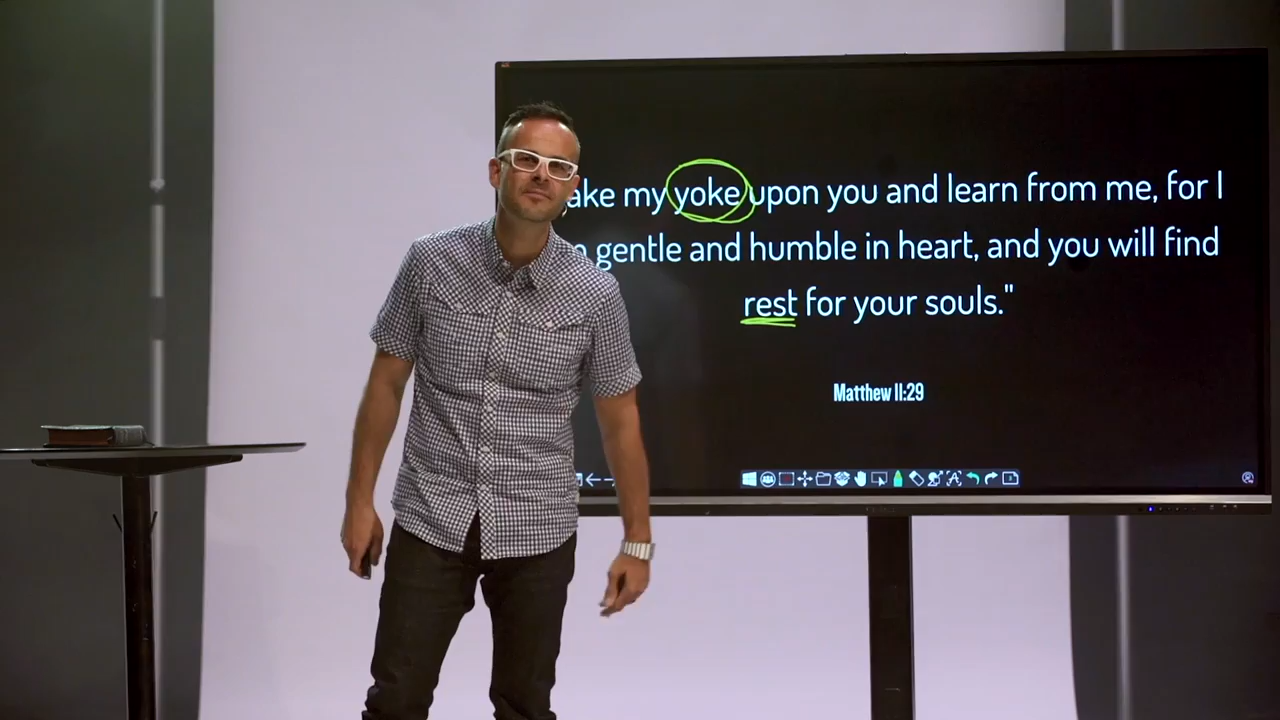 ake my yoke upon you and learn from me, for I
gentle and humble in heart, and you will find
rest for your souls."
Matthew 11:29